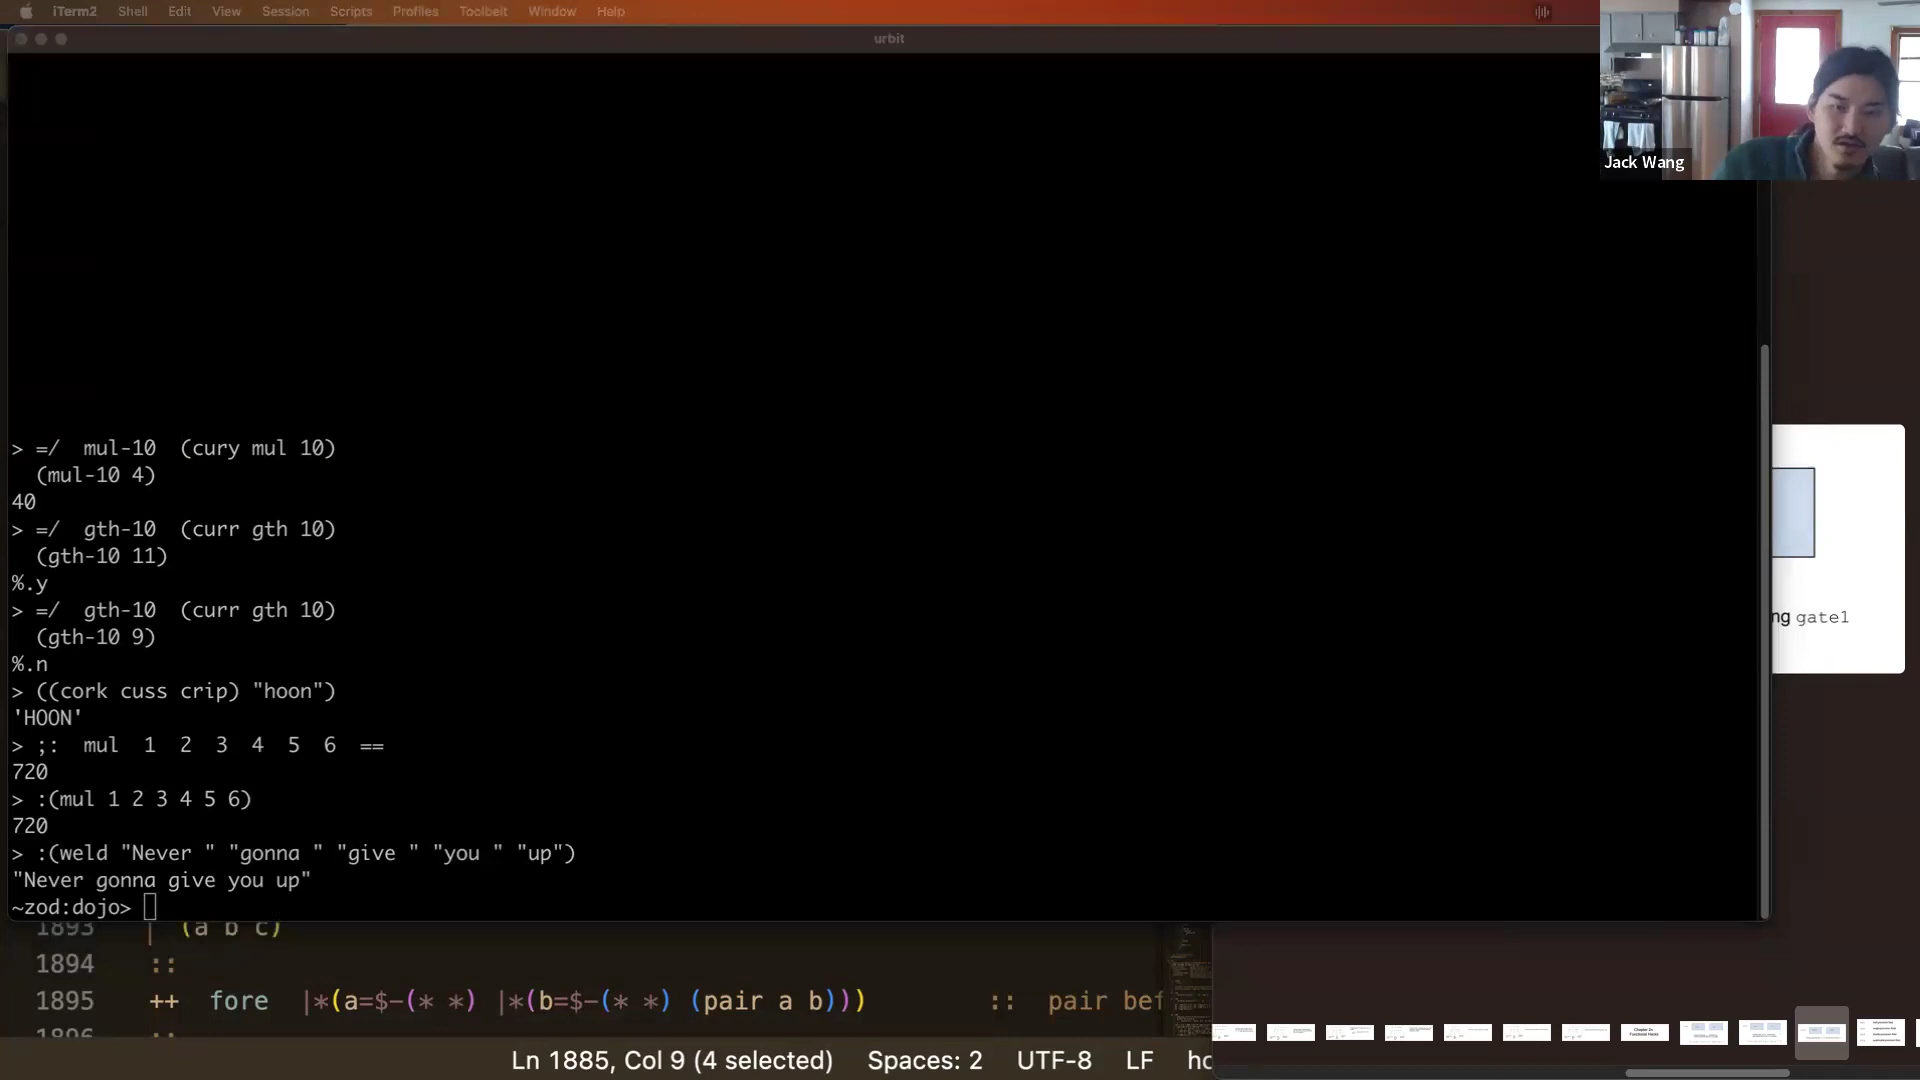 iTerm2 Shell Edit View Session Scripts Profiles Toolbelt Window Help
urbit
Jack Wang
> =/  mul-10  (cury mul 10)
  (mul-10 4)
40
> =/  gth-10  (curr gth 10)
  (gth-10 11)
%.y
> =/  gth-10  (curr gth 10)
  (gth-10 9)
%.n
> ((cork cuss crip) "hoon")
'HOON'
> ;:  mul  1  2  3  4  5  6  ==
720
> :(mul 1 2 3 4 5 6)
720
> :(weld "Never " "gonna " "give " "you " "up")
"Never gonna give you up"
~zod:dojo>
ng gate1
1893 | (a b c)
1894 ::
1895 ++  fore  |*(a=$-(* *) |*(b=$-(* *) (pair a b)))  ::  pair bef
1896 ::
Ln 1885, Col 9 (4 selected) Spaces: 2 UTF-8 LF ho